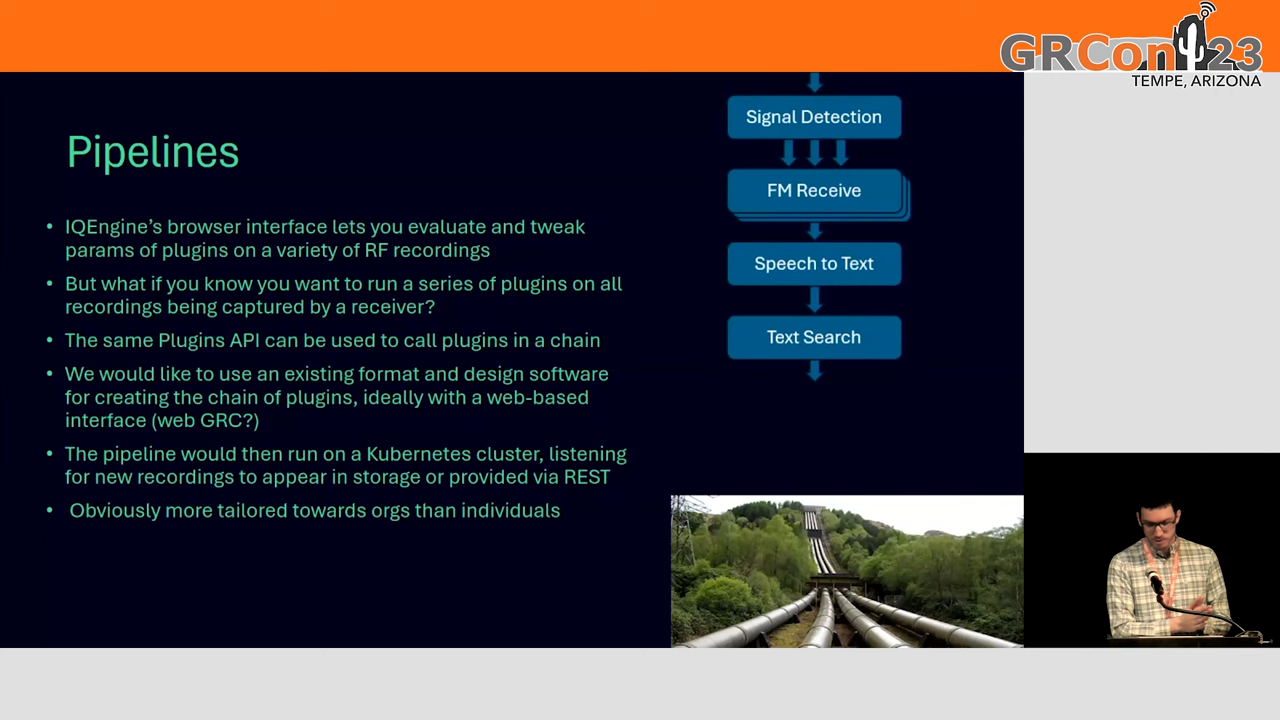 GRCon 23
TEMPE, ARIZONA
Pipelines
• IQEngine’s browser interface lets you evaluate and tweak
params of plugins on a variety of RF recordings
• But what if you know you want to run a series of plugins on all
recordings being captured by a receiver?
• The same Plugins API can be used to call plugins in a chain
• We would like to use an existing format and design software
for creating the chain of plugins, ideally with a web-based
interface (web GRC?)
• The pipeline would then run on a Kubernetes cluster, listening
for new recordings to appear in storage or provided via REST
• Obviously more tailored towards orgs than individuals
Signal Detection
FM Receive
Speech to Text
Text Search